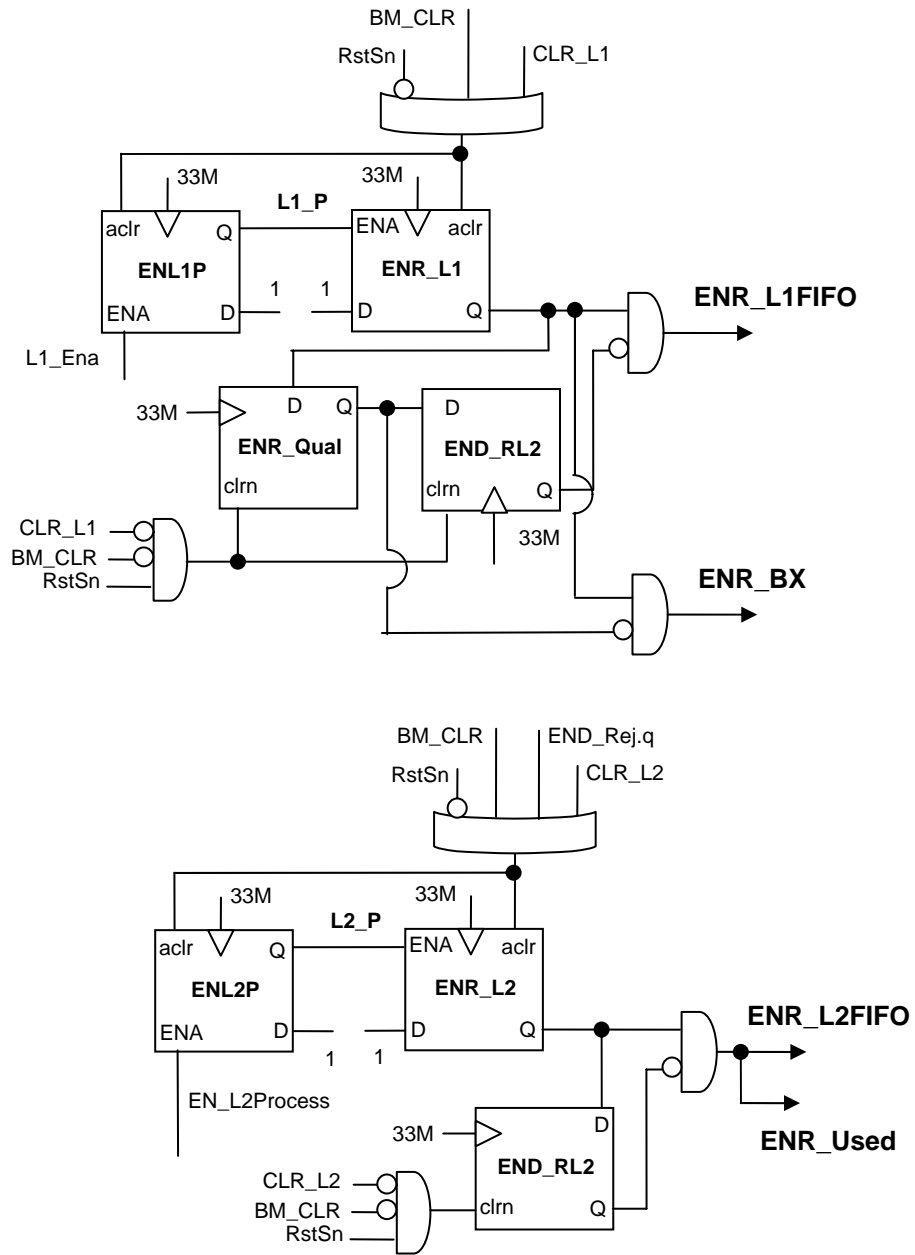 BM_CLR
RstSn
CLR_L1
33M
33M
L1_P
aclr
Q
ENA
aclr
ENL1P
ENR_L1
1
1
ENA
D
D
Q
ENR_L1FIFO
L1_Ena
33M
D
Q
D
ENR_Qual
END_RL2
clrn
clrn
Q
33M
CLR_L1
BM_CLR
RstSn
ENR_BX
BM_CLR
END_Rej.q
RstSn
CLR_L2
33M
33M
L2_P
aclr
Q
ENA
aclr
ENL2P
ENR_L2
ENA
D
D
Q
1
1
ENR_L2FIFO
EN_L2Process
33M
D
ENR_Used
END_RL2
CLR_L2
BM_CLR
RstSn
clrn
Q